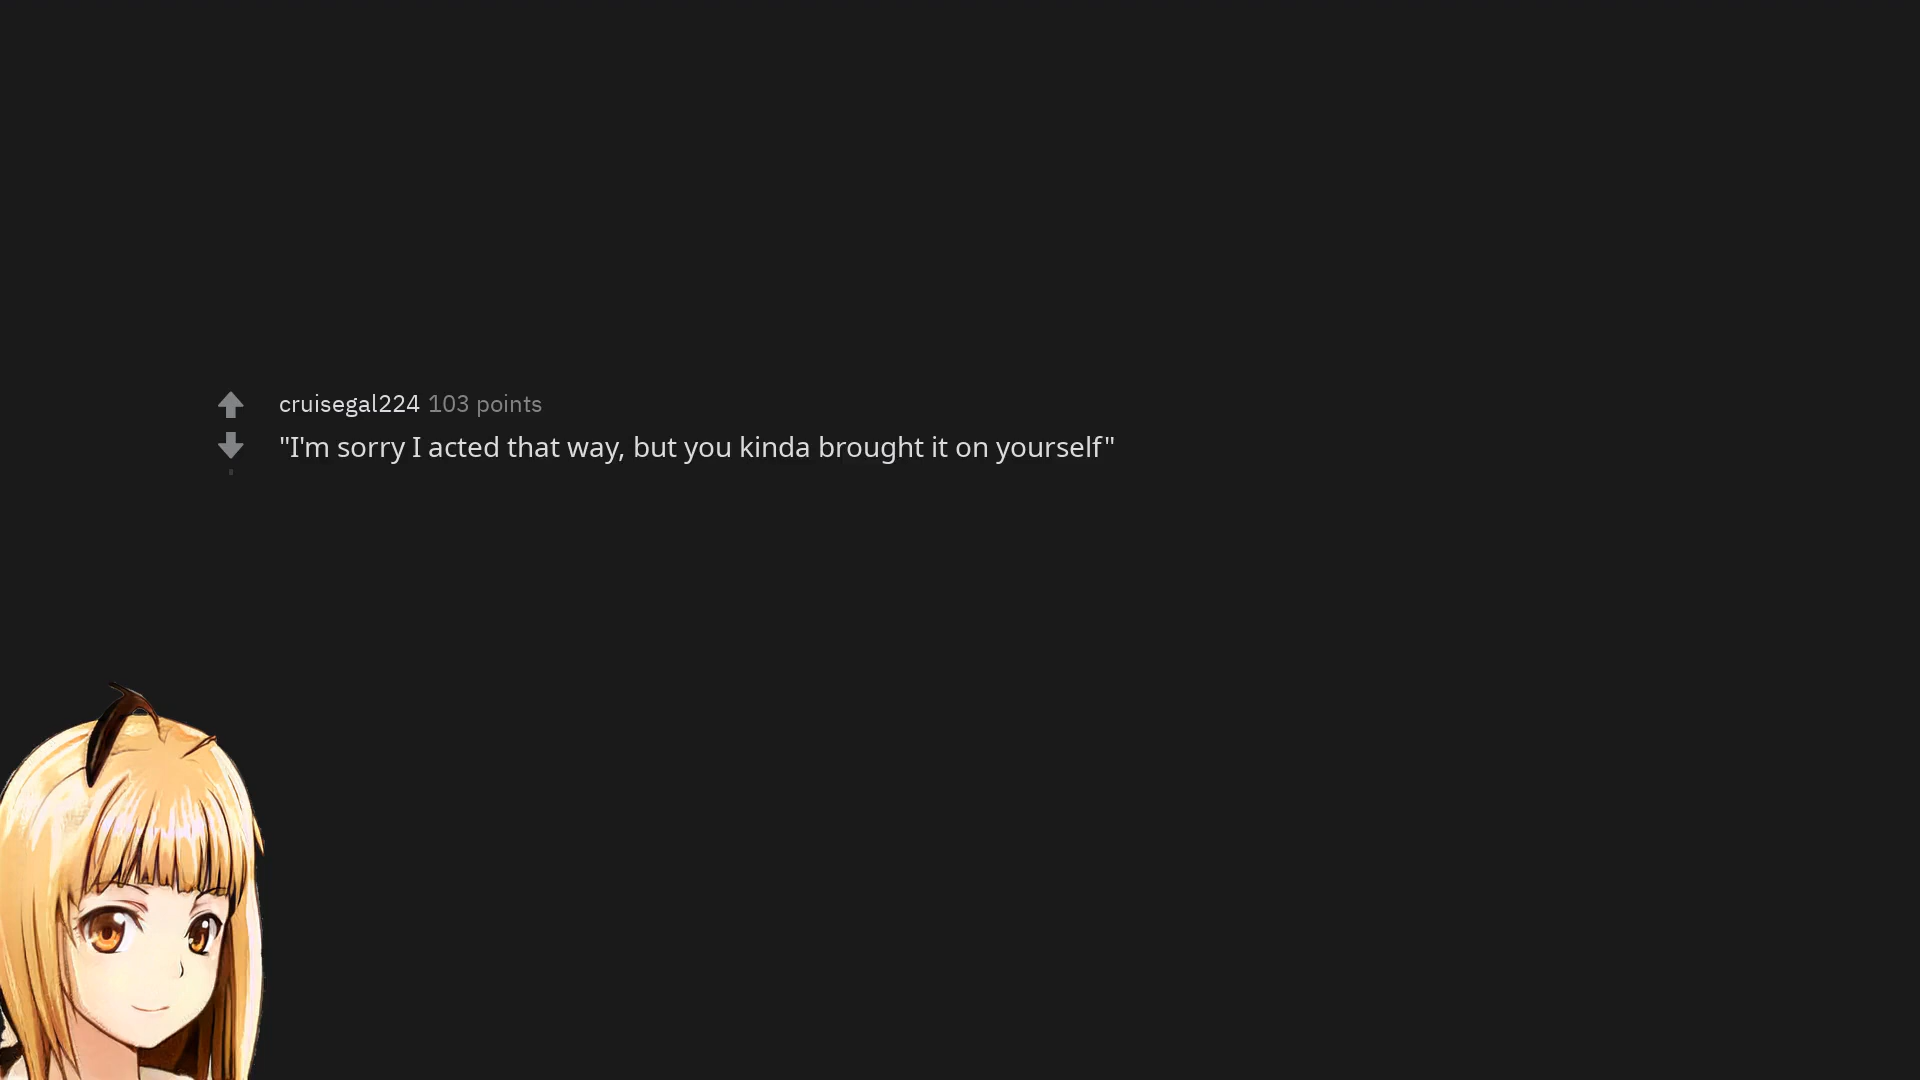 cruisegal224 103 points
"I'm sorry I acted that way, but you kinda brought it on yourself"